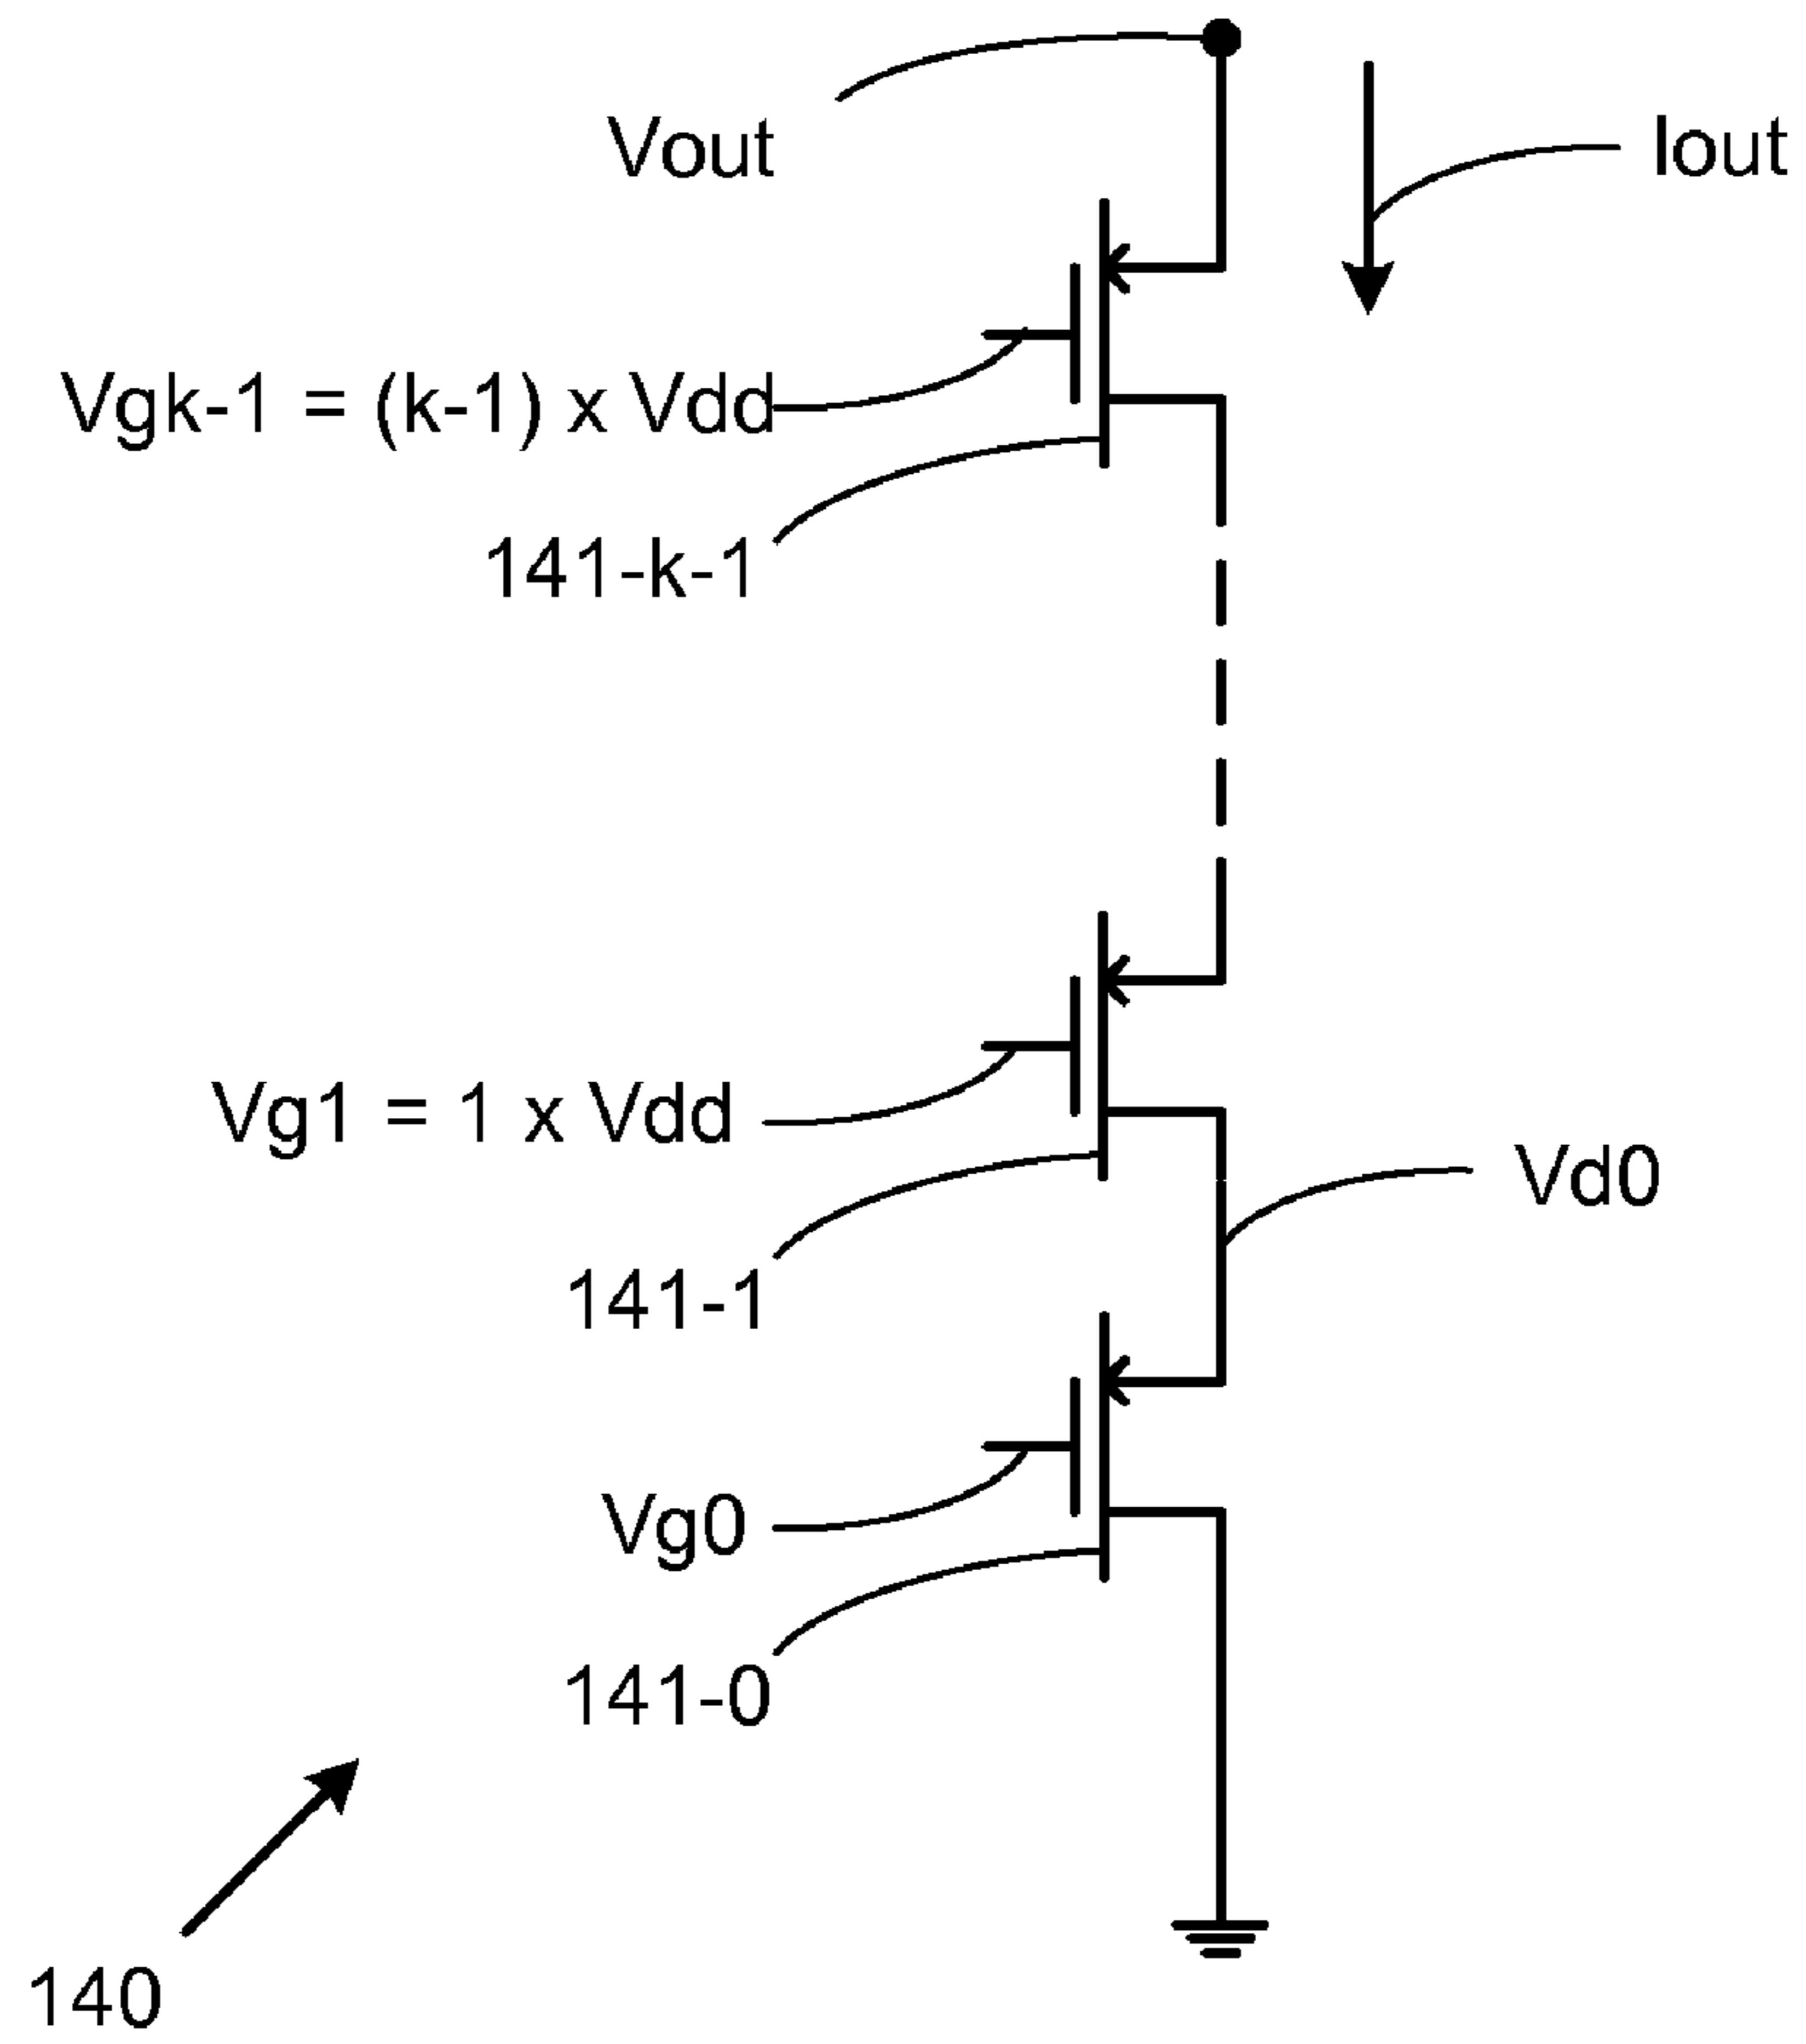 Vout
Iout
Vgk-1 = (k-1) x Vdd
141-k-1
Vg1 = 1 x Vdd
Vd0
141-1
Vg0
141-0
140